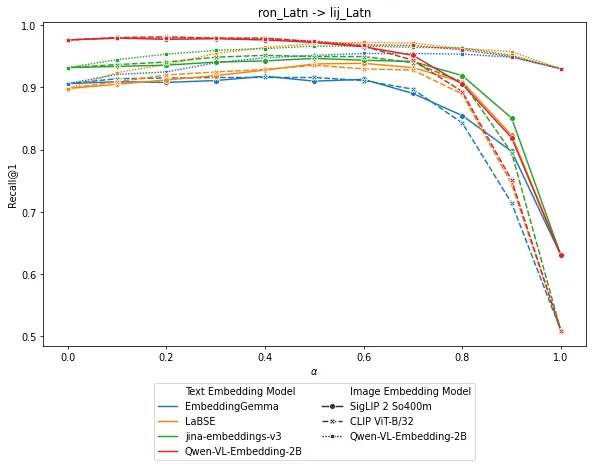 ron_Latn -> lij_Latn
Recall@1
1.0
0.9
0.8
0.7
0.6
0.5
0.0 0.2 0.4 0.6 0.8 1.0
α
Text Embedding Model Image Embedding Model
EmbeddingGemma SigLIP 2 So400m
LaBSE CLIP ViT-B/32
jina-embeddings-v3 Qwen-VL-Embedding-2B
Qwen-VL-Embedding-2B